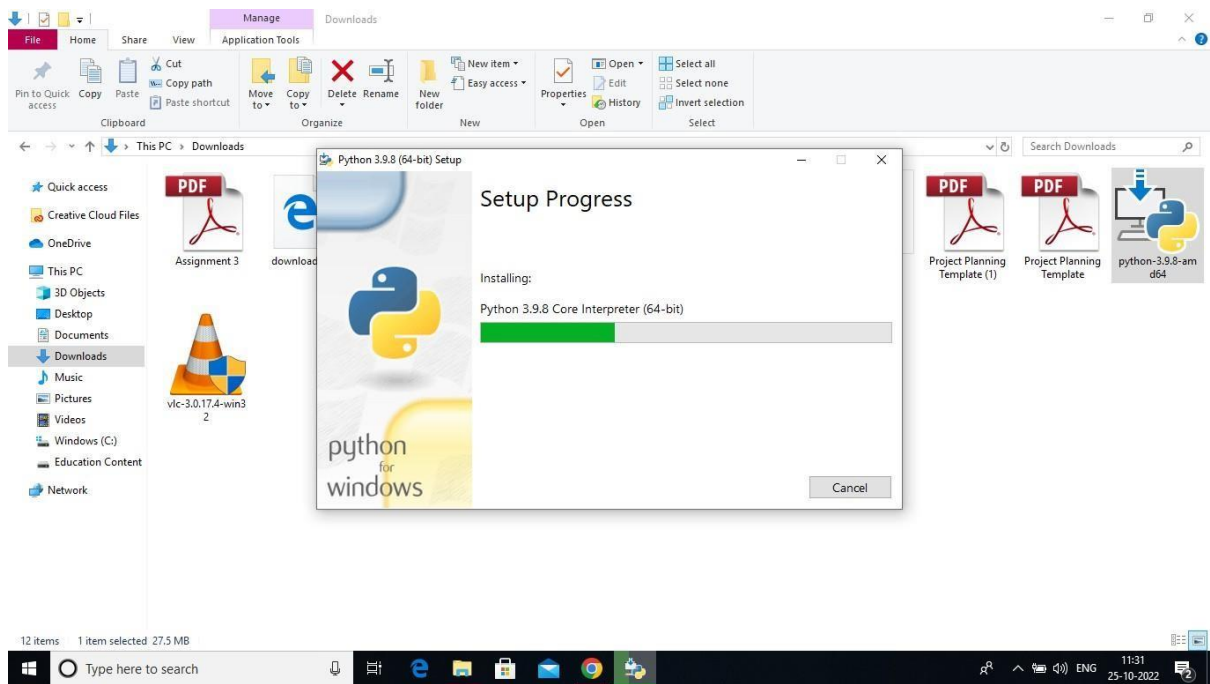 Manage
Downloads
File
Home
Share
View
Application Tools
Pin to Quick access
Copy
Paste
Cut
Copy path
Paste shortcut
Clipboard
Move to
Copy to
Delete
Rename
Organize
New folder
New item
Easy access
New
Properties
Open
Edit
History
Open
Select all
Select none
Invert selection
Select
This PC › Downloads
Search Downloads
Quick access
Creative Cloud Files
OneDrive
This PC
3D Objects
Desktop
Documents
Downloads
Music
Pictures
Videos
Windows (C:)
Education Content
Network
PDF
Assignment 3
download
vlc-3.0.17.4-win3
2
Python 3.9.8 (64-bit) Setup
Setup Progress
Installing:
Python 3.9.8 Core Interpreter (64-bit)
python
for
windows
Cancel
PDF
Project Planning
Template (1)
PDF
Project Planning
Template
python-3.9.8-am
d64
12 items
1 item selected 27.5 MB
Type here to search
ENG
11:31
25-10-2022
2